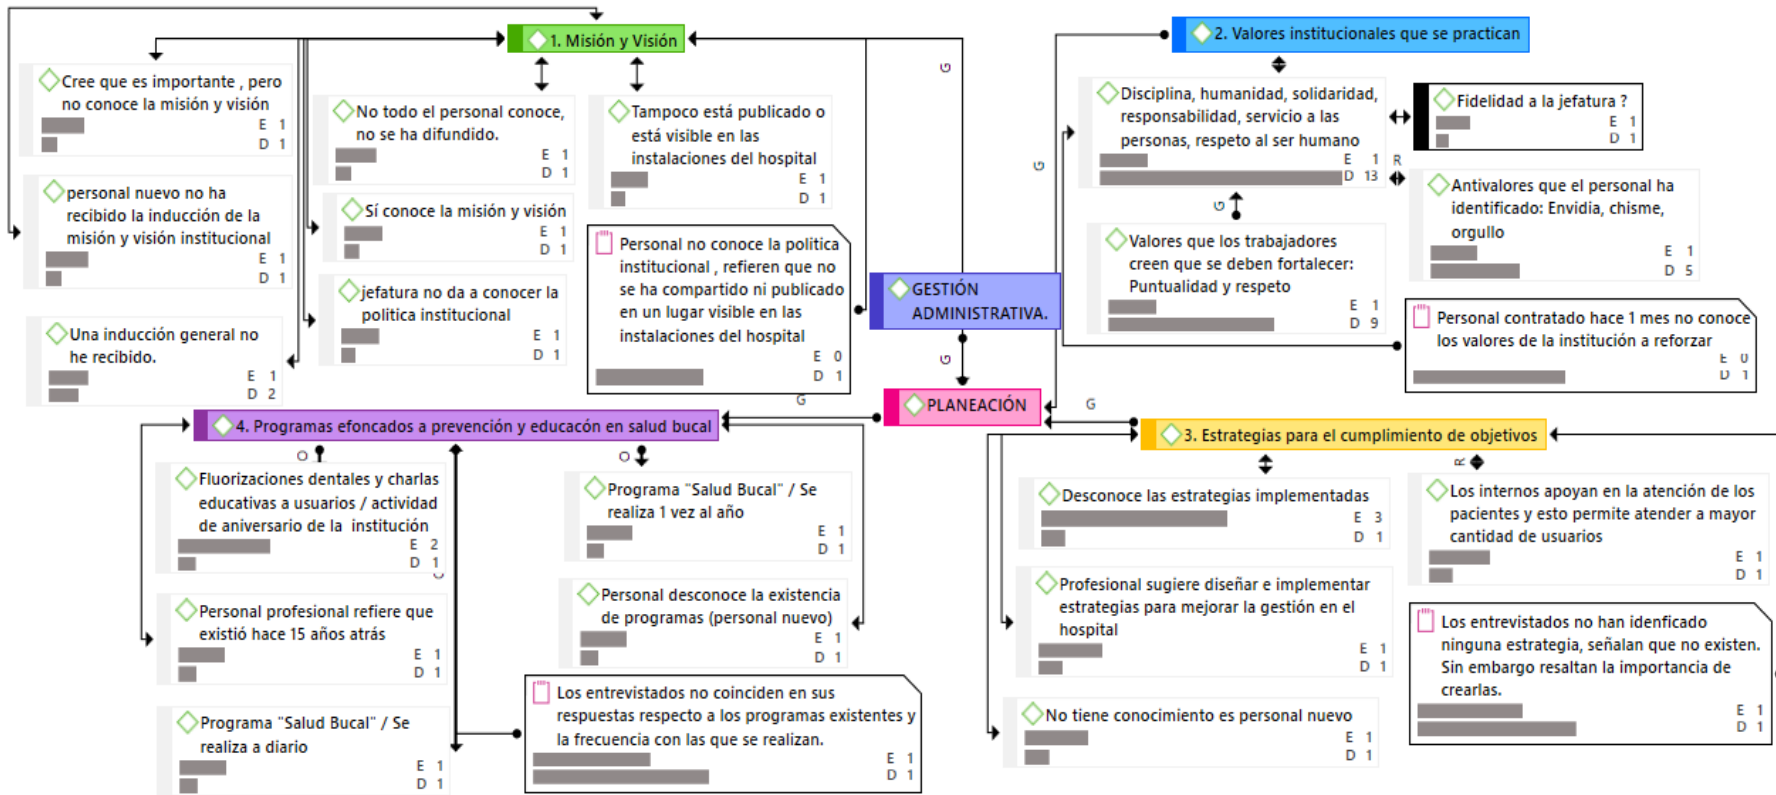 1. Misión y Visión
Cree que es importante , pero
no conoce la misión y visión
E 1
D 1
personal nuevo no ha
recibido la inducción de la
misión y visión institucional
E 1
D 1
Una inducción general no
he recibido.
E 1
D 2
No todo el personal conoce,
no se ha difundido.
E 1
D 1
Sí conoce la misión y visión
E 1
D 1
jefatura no da a conocer la
politica institucional
E 1
D 1
Tampoco está publicado o
está visible en las
instalaciones del hospital
E 1
D 1
Personal no conoce la politica
institucional , refieren que no
se ha compartido ni publicado
en un lugar visible en las
instalaciones del hospital
E 0
D 1
G
GESTIÓN
ADMINISTRATIVA.
G
PLANEACIÓN
G
G
G
2. Valores institucionales que se practican
Disciplina, humanidad, solidaridad,
responsabilidad, servicio a las
personas, respeto al ser humano
E 1
D 13
R
Fidelidad a la jefatura ?
E 1
D 1
Antivalores que el personal ha
identificado: Envidia, chisme,
orgullo
E 1
D 5
G
Valores que los trabajadores
creen que se deben fortalecer:
Puntualidad y respeto
E 1
D 9
Personal contratado hace 1 mes no conoce
los valores de la institución a reforzar
E 0
D 1
3. Estrategias para el cumplimiento de objetivos
R
Desconoce las estrategias implementadas
E 3
D 1
Profesional sugiere diseñar e implementar
estrategias para mejorar la gestión en el
hospital
E 1
D 1
No tiene conocimiento es personal nuevo
E 1
D 1
Los internos apoyan en la atención de los
pacientes y esto permite atender a mayor
cantidad de usuarios
E 1
D 1
Los entrevistados no han idenficado
ninguna estrategia, señalan que no existen.
Sin embargo resaltan la importancia de
crearlas.
E 1
D 1
4. Programas efoncados a prevención y educacón en salud bucal
O
O
Fluorizaciones dentales y charlas
educativas a usuarios / actividad
de aniversario de la institución
E 2
D 1
Personal profesional refiere que
existió hace 15 años atrás
E 1
D 1
Programa "Salud Bucal" / Se
realiza a diario
E 1
D 1
Programa "Salud Bucal" / Se
realiza 1 vez al año
E 1
D 1
Personal desconoce la existencia
de programas (personal nuevo)
E 1
D 1
Los entrevistados no coinciden en sus
respuestas respecto a los programas existentes y
la frecuencia con las que se realizan.
E 1
D 1